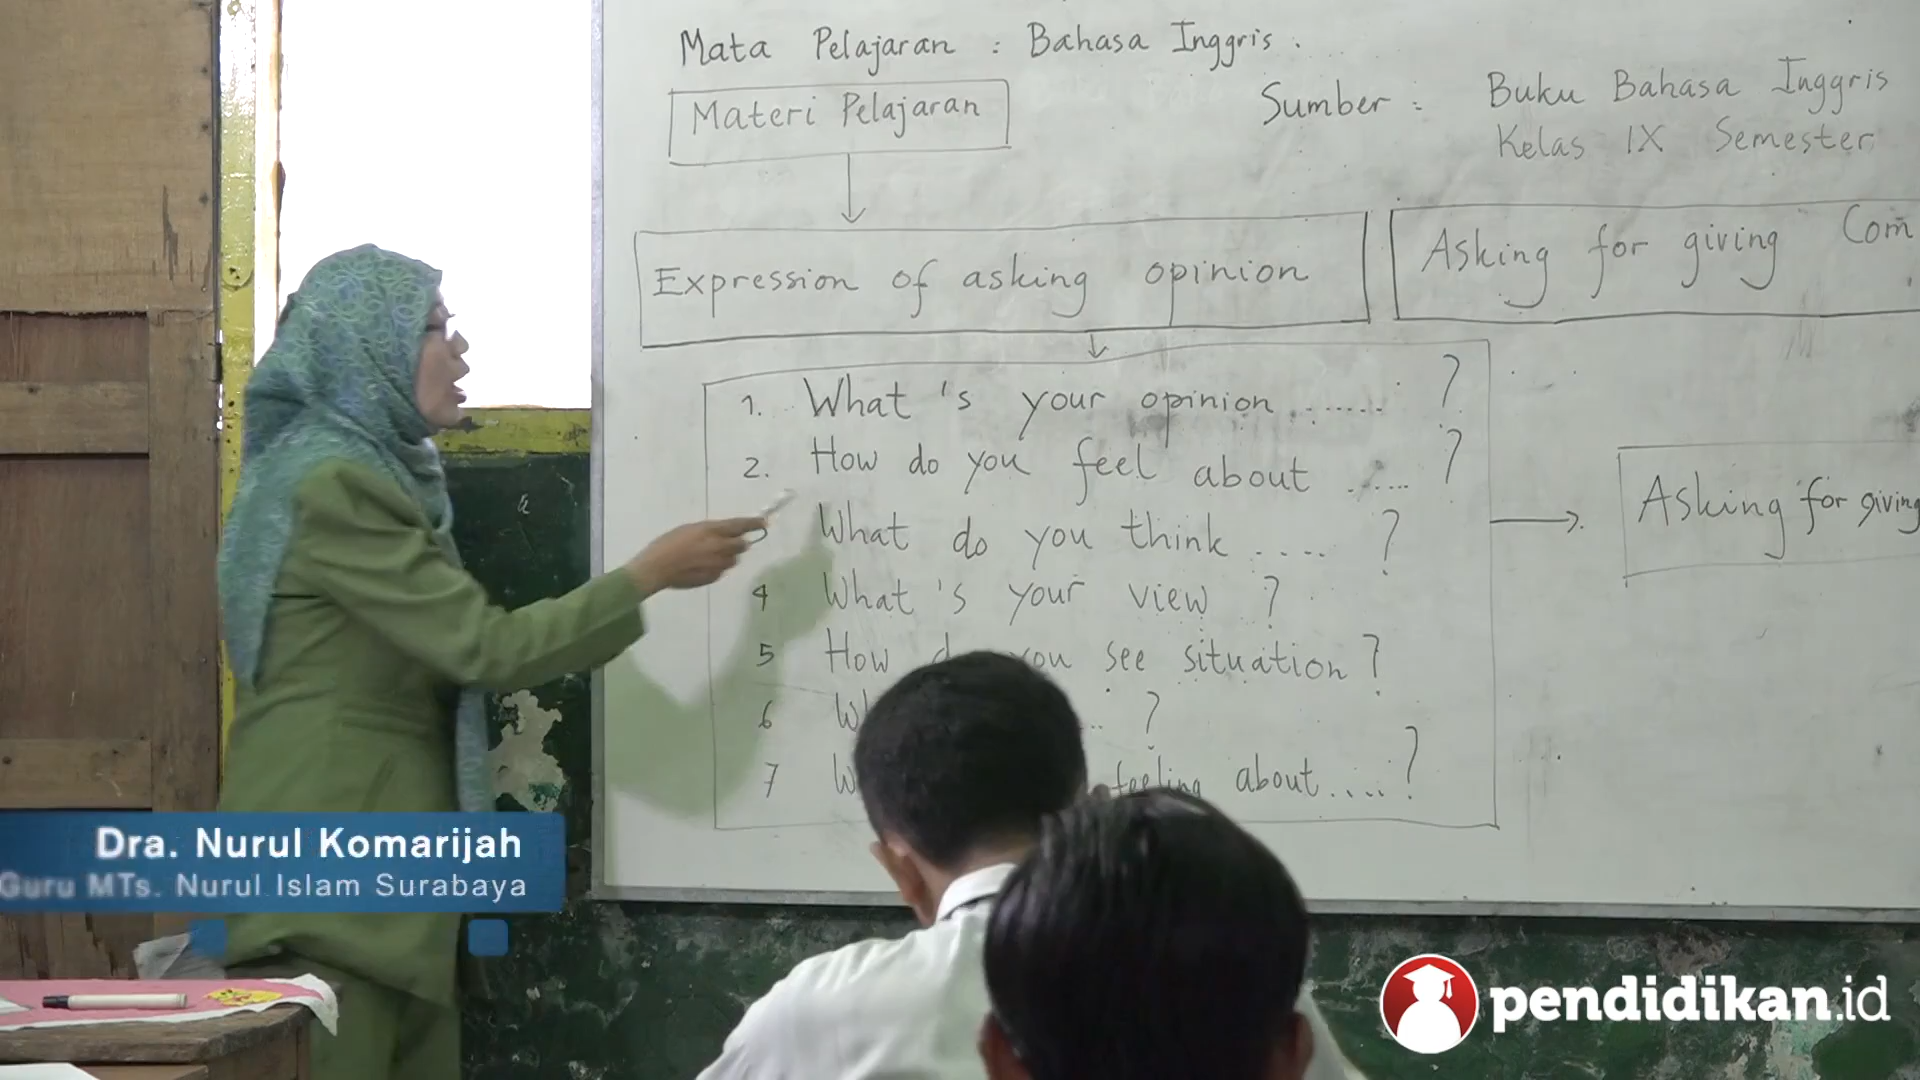 Mata Pelajaran : Bahasa Inggris.
Materi Pelajaran
Sumber : Buku Bahasa Inggris
Kelas IX Semester
Expression of asking opinion
Asking for giving Com
1. What's your opinion ...... ?
2. How do you feel about ..... ?
3 What do you think .... ?
4 What's your view ?
5 How you see situation ?
6 ?
7 feeling about .... ?
Asking for giving
Dra. Nurul Komarijah
Guru MTs. Nurul Islam Surabaya
pendidikan.id